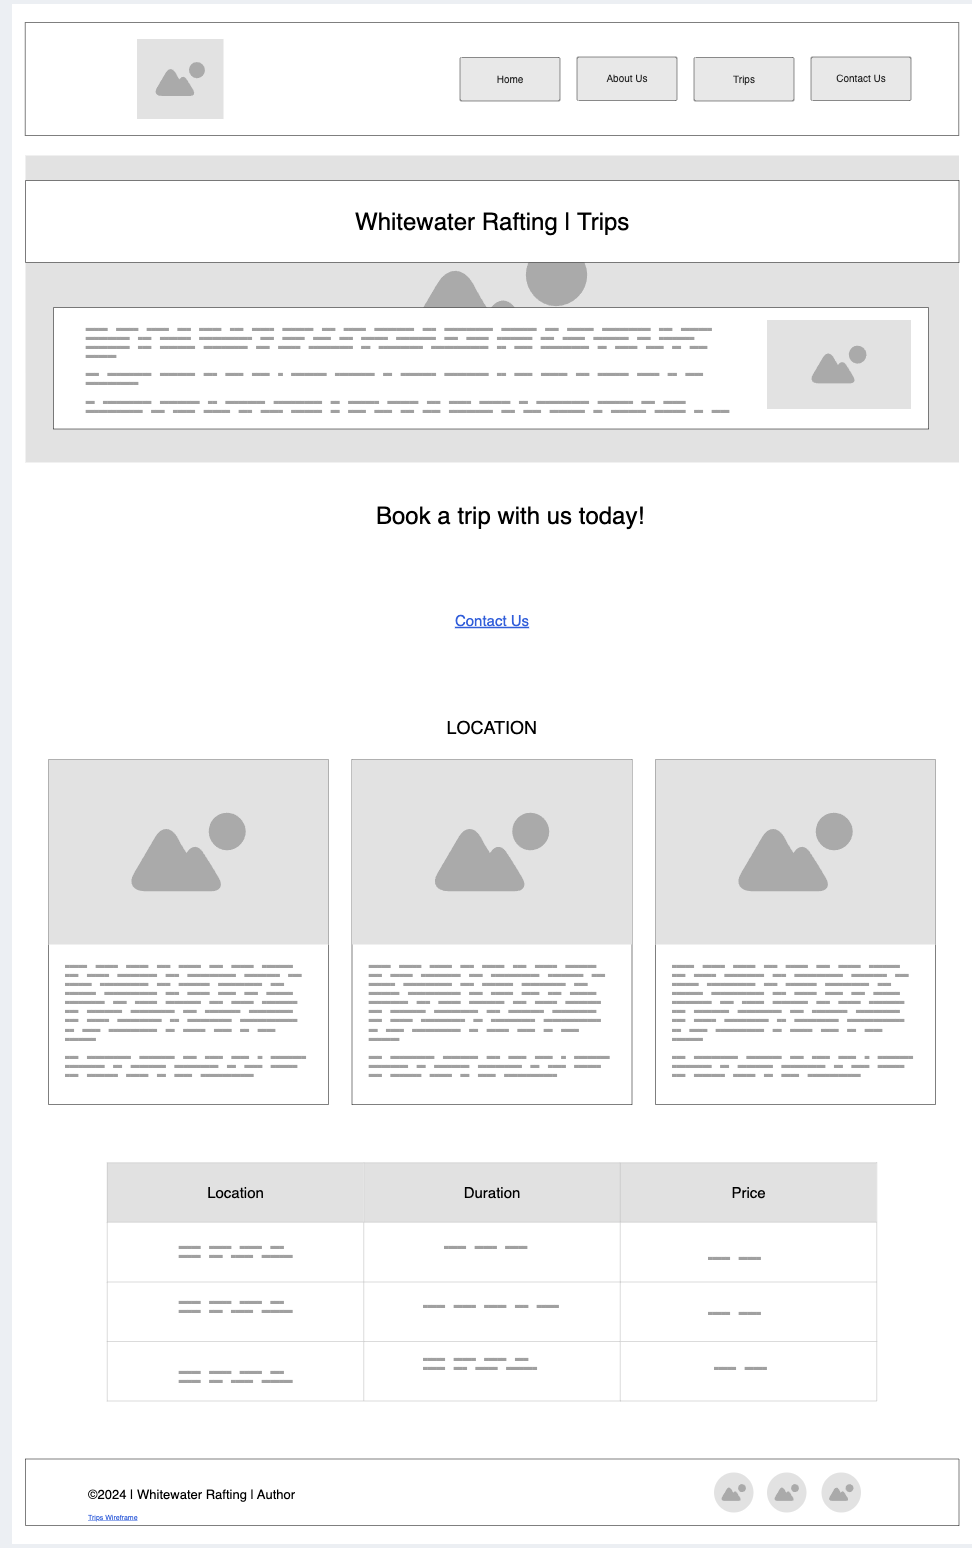 Home
About Us
Trips
Contact Us
Whitewater Rafting | Trips
Book a trip with us today!
Contact Us
LOCATION
Location
Duration
Price
©2024 | Whitewater Rafting | Author
Trips Wireframe